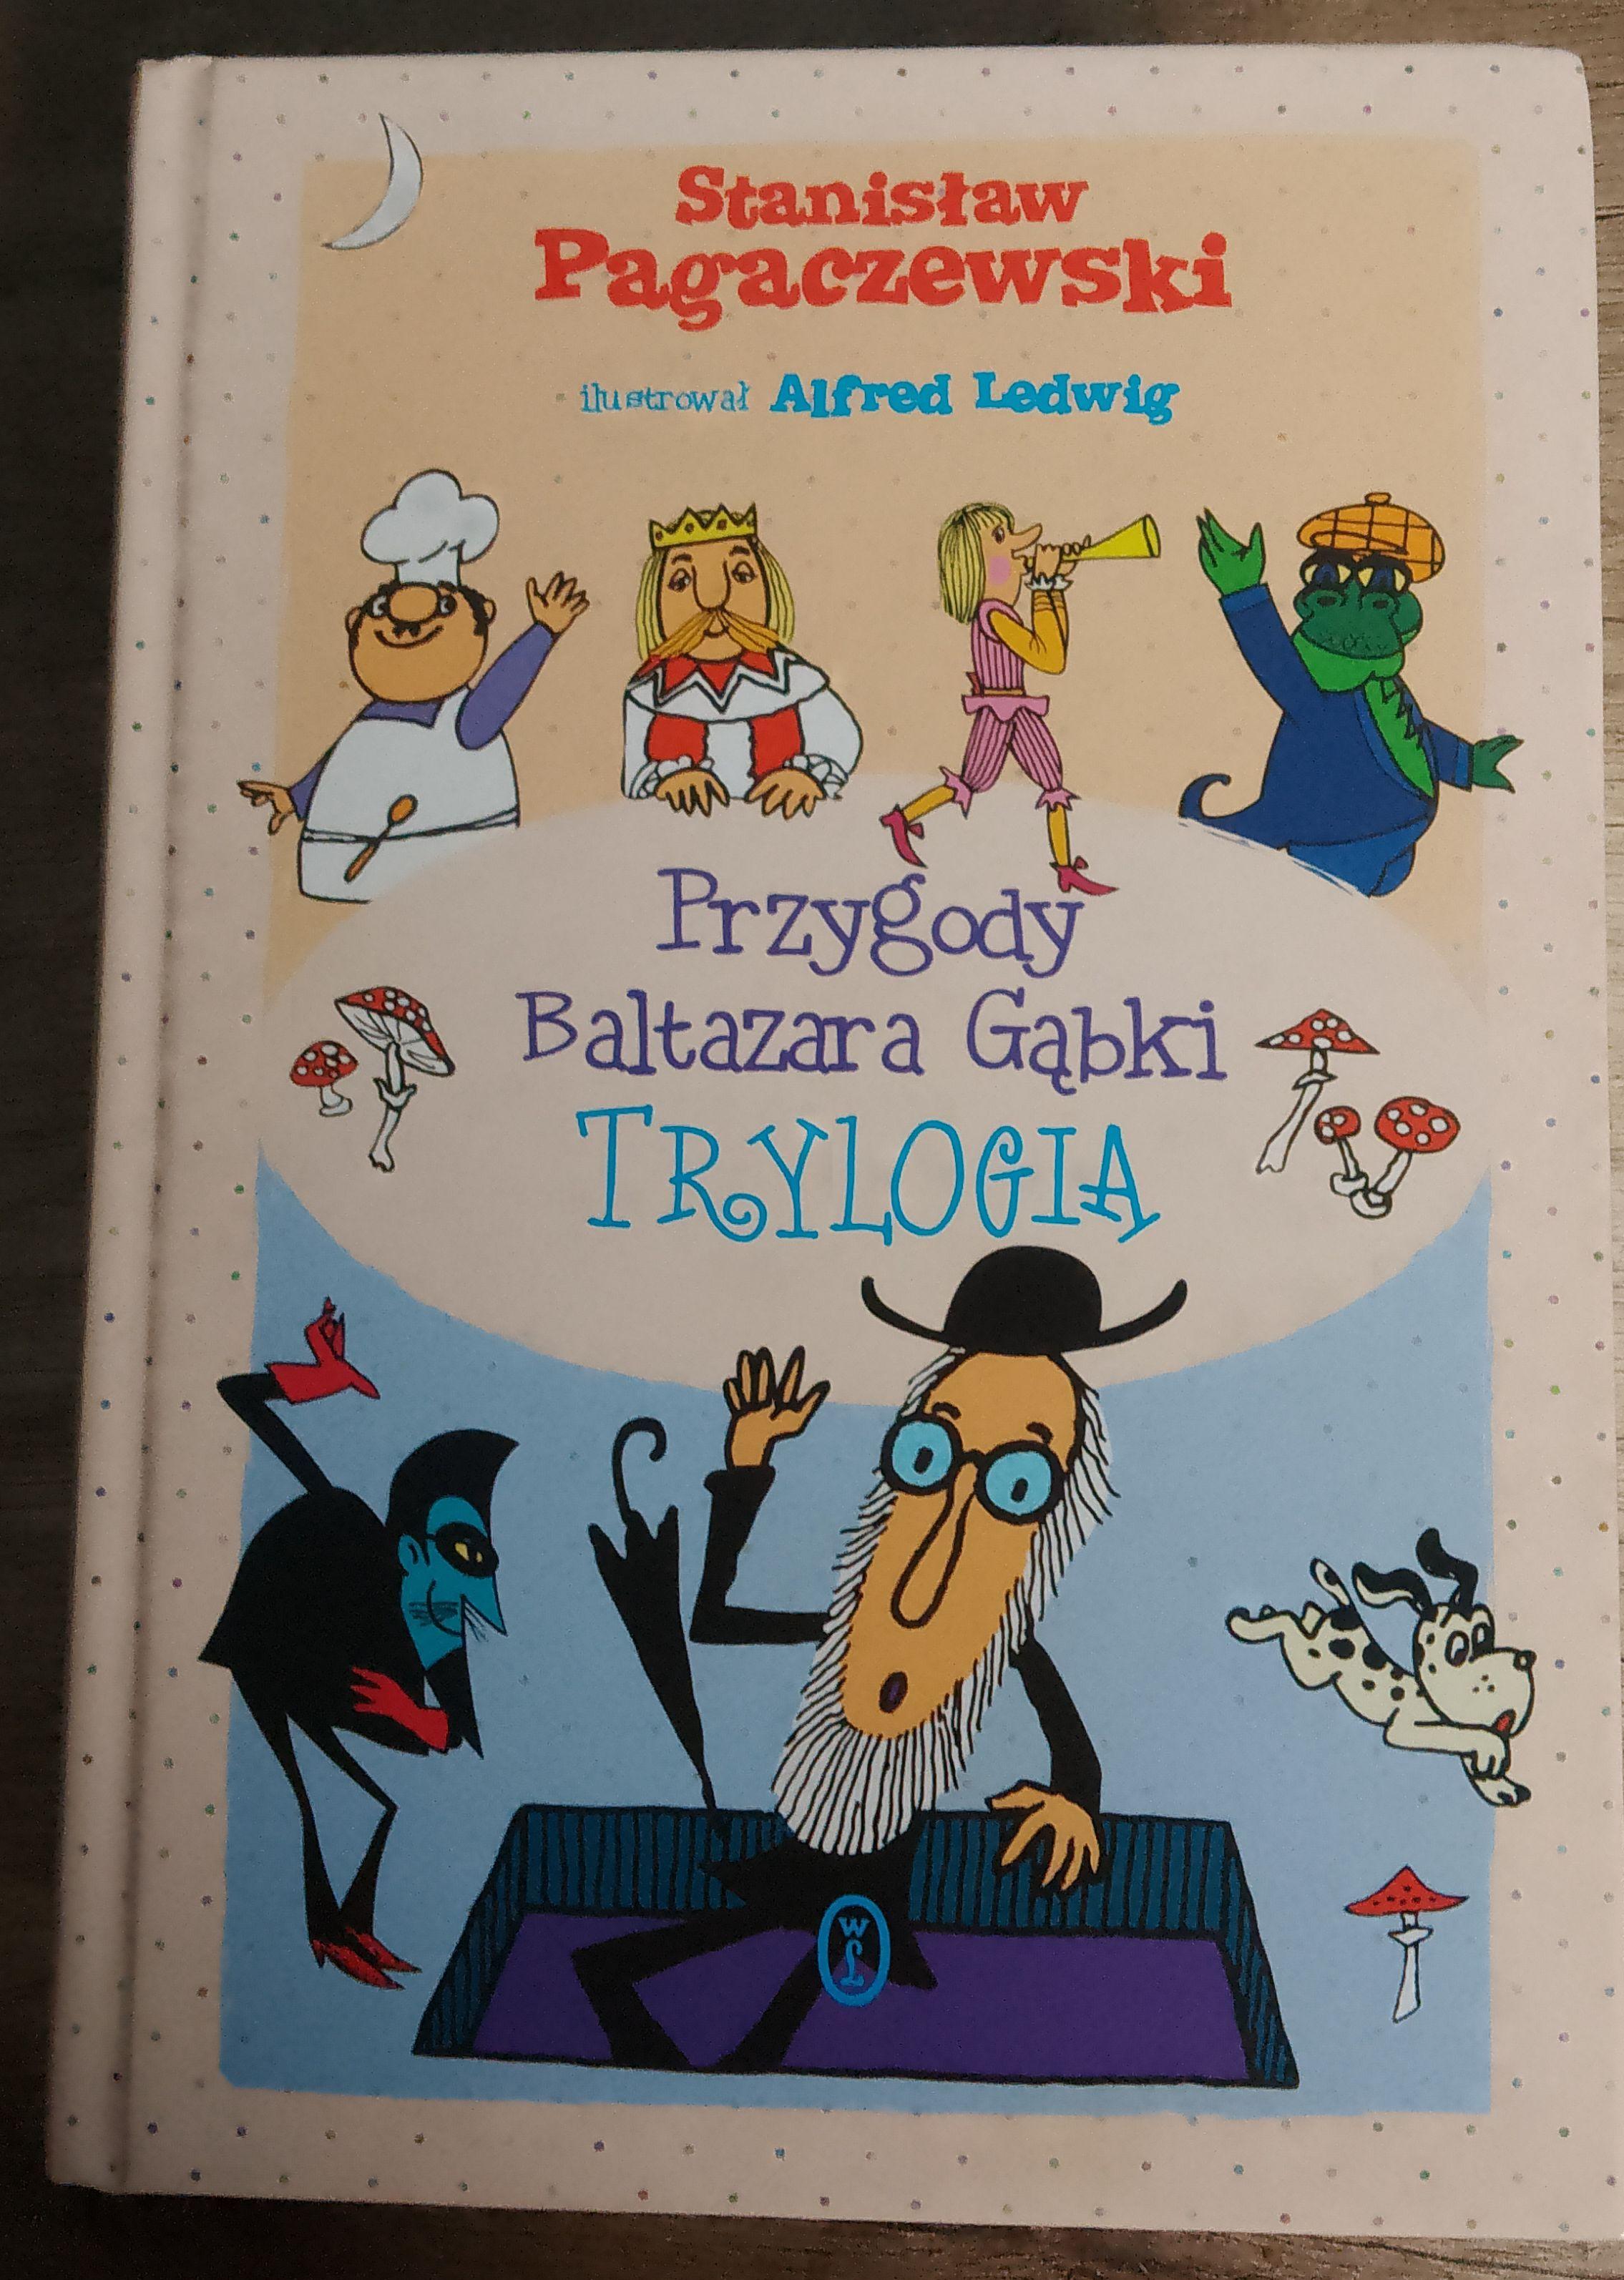 Stanisław
Pagaczewski
ilustrował Alfred Ledwig
Przygody
Baltazara Gąbki
TRYLOGIA
W
L